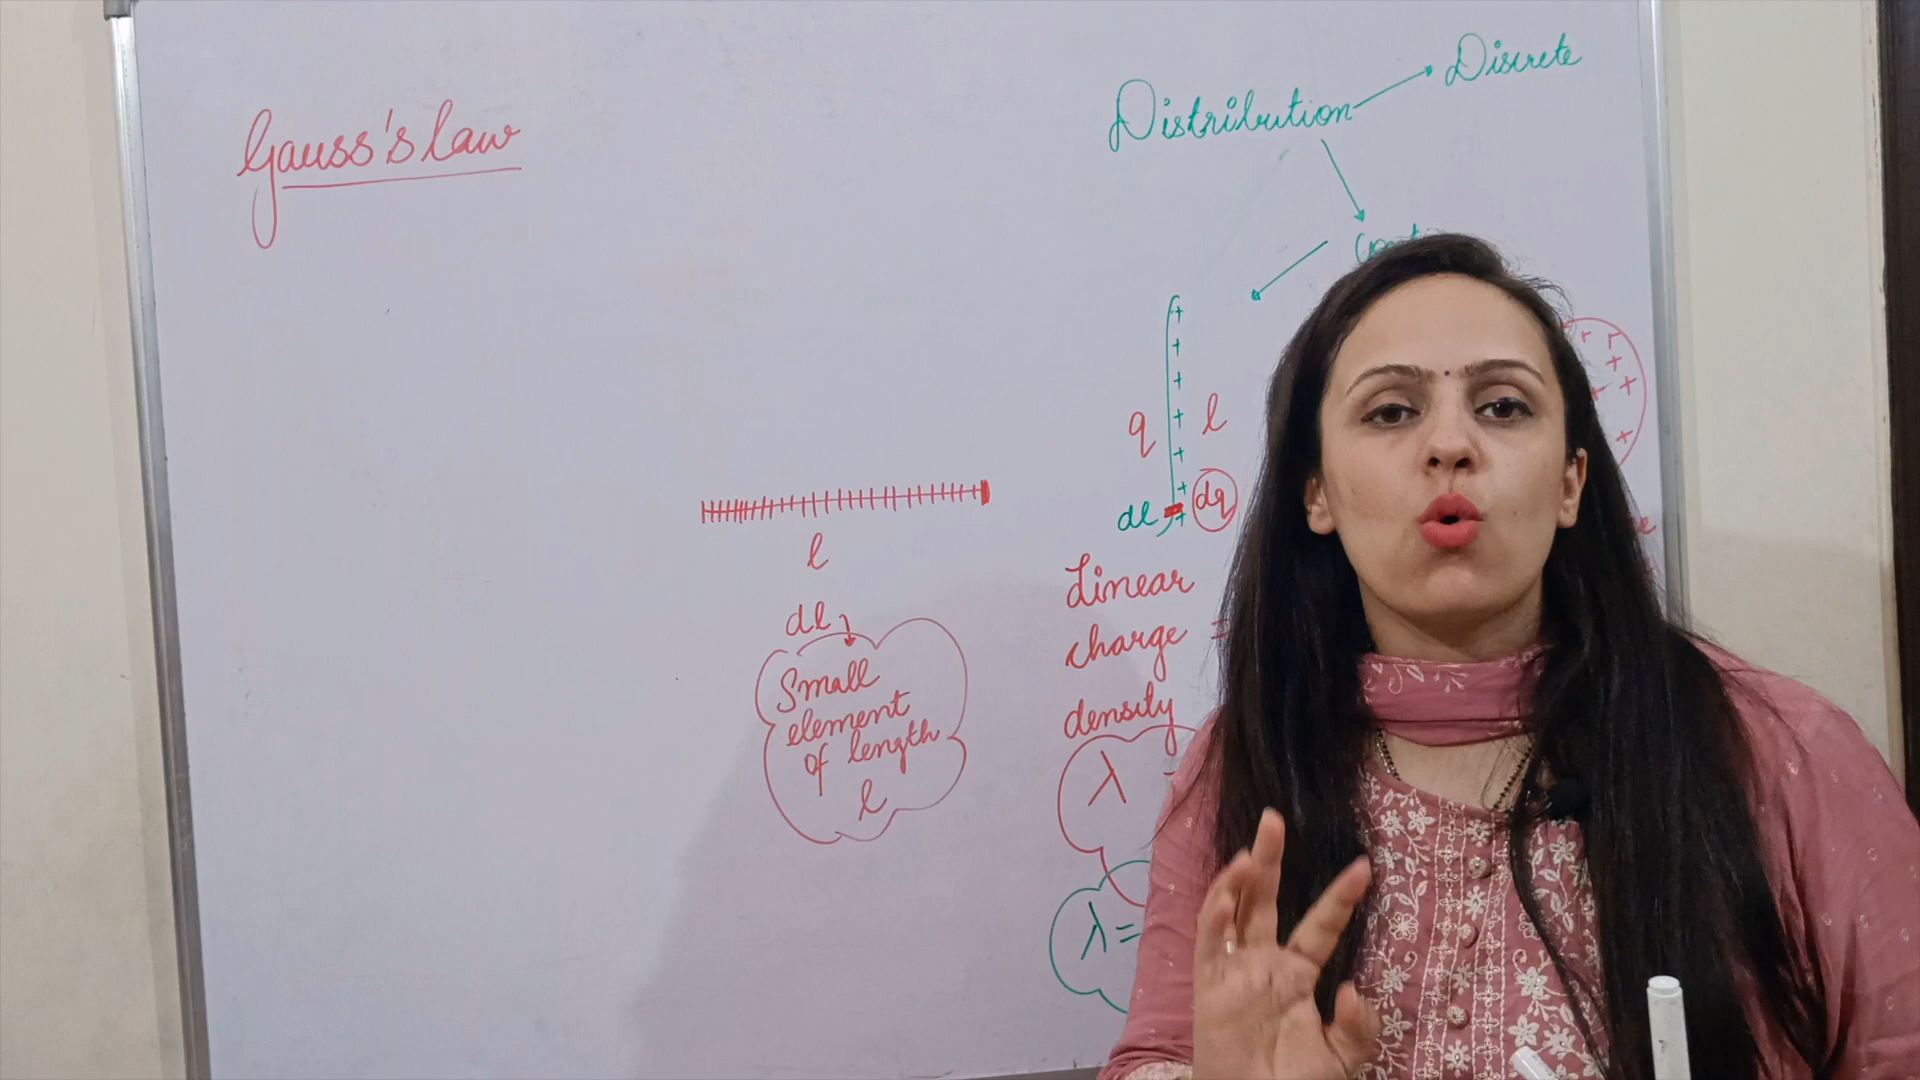 Gauss's law
Distribution
Discrete
q
l
dl
dq
l
dl
Small
element
of length
l
Linear
charge =
density
λ
λ=